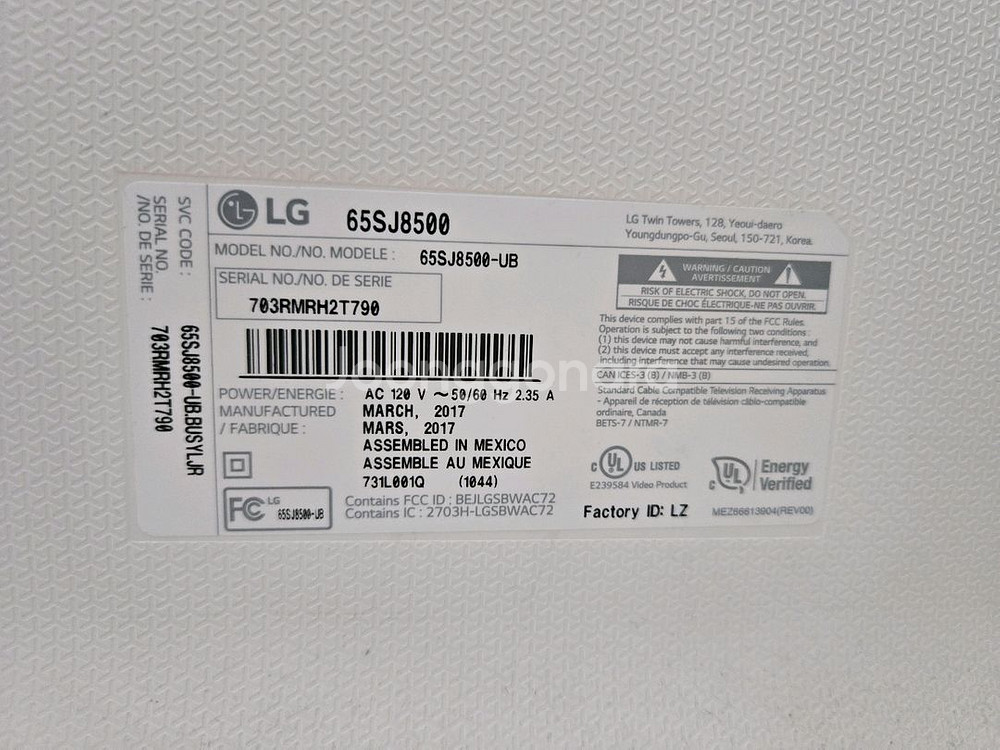 SVC CODE : 65SJ8500-UB.BUSYLJR
SERIAL NO. 703RMRH2T790
/NO. DE SERIE :
LG 65SJ8500
MODEL NO./NO. MODELE : 65SJ8500-UB
SERIAL NO./NO. DE SERIE
703RMRH2T790
POWER/ENERGIE : AC 120 V ~ 50/60 Hz 2.35 A
MANUFACTURED MARCH, 2017
/ FABRIQUE : MARS, 2017
ASSEMBLED IN MEXICO
ASSEMBLE AU MEXIQUE
731L001Q (1044)
FC LG
65SJ8500-UB
Contains FCC ID : BEJLGSBWAC72
Contains IC : 2703H-LGSBWAC72
LG Twin Towers, 128, Yeoui-daero
Youngdungpo-Gu, Seoul, 150-721, Korea.
WARNING / CAUTION
AVERTISSEMENT
RISK OF ELECTRIC SHOCK, DO NOT OPEN.
RISQUE DE CHOC ÉLECTRIQUE-NE PAS OUVRIR.
This device complies with part 15 of the FCC Rules.
Operation is subject to the following two conditions :
(1) this device may not cause harmful interference, and
(2) this device must accept any interference received,
including interference that may cause undesired operation.
CAN ICES-3 (B) / NMB-3 (B)
Standard Cable Compatible Television Receiving Apparatus
- Appareil de réception de télévision câblo-compatible
ordinaire, Canada
BETS-7 / NTMR-7
c UL US LISTED
E239584 Video Product
c UL Energy
Verified
Factory ID: LZ
MEZ66613904(REV00)